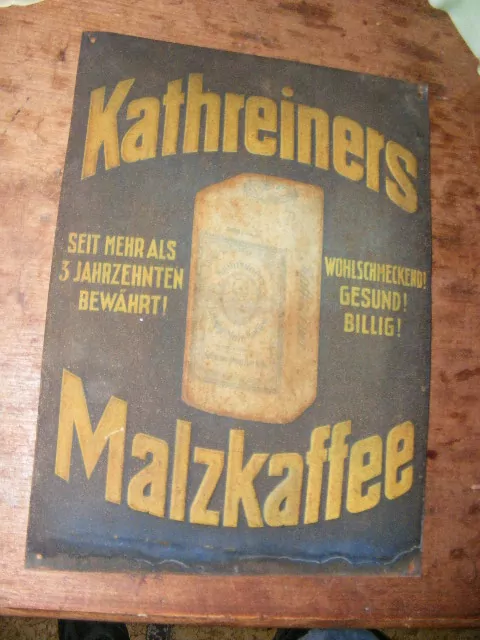 Kathreiners
SEIT MEHR ALS
3 JAHRZEHNTEN
BEWÄHRT!
WOHLSCHMECKEND!
GESUND!
BILLIG!
Malzkaffee